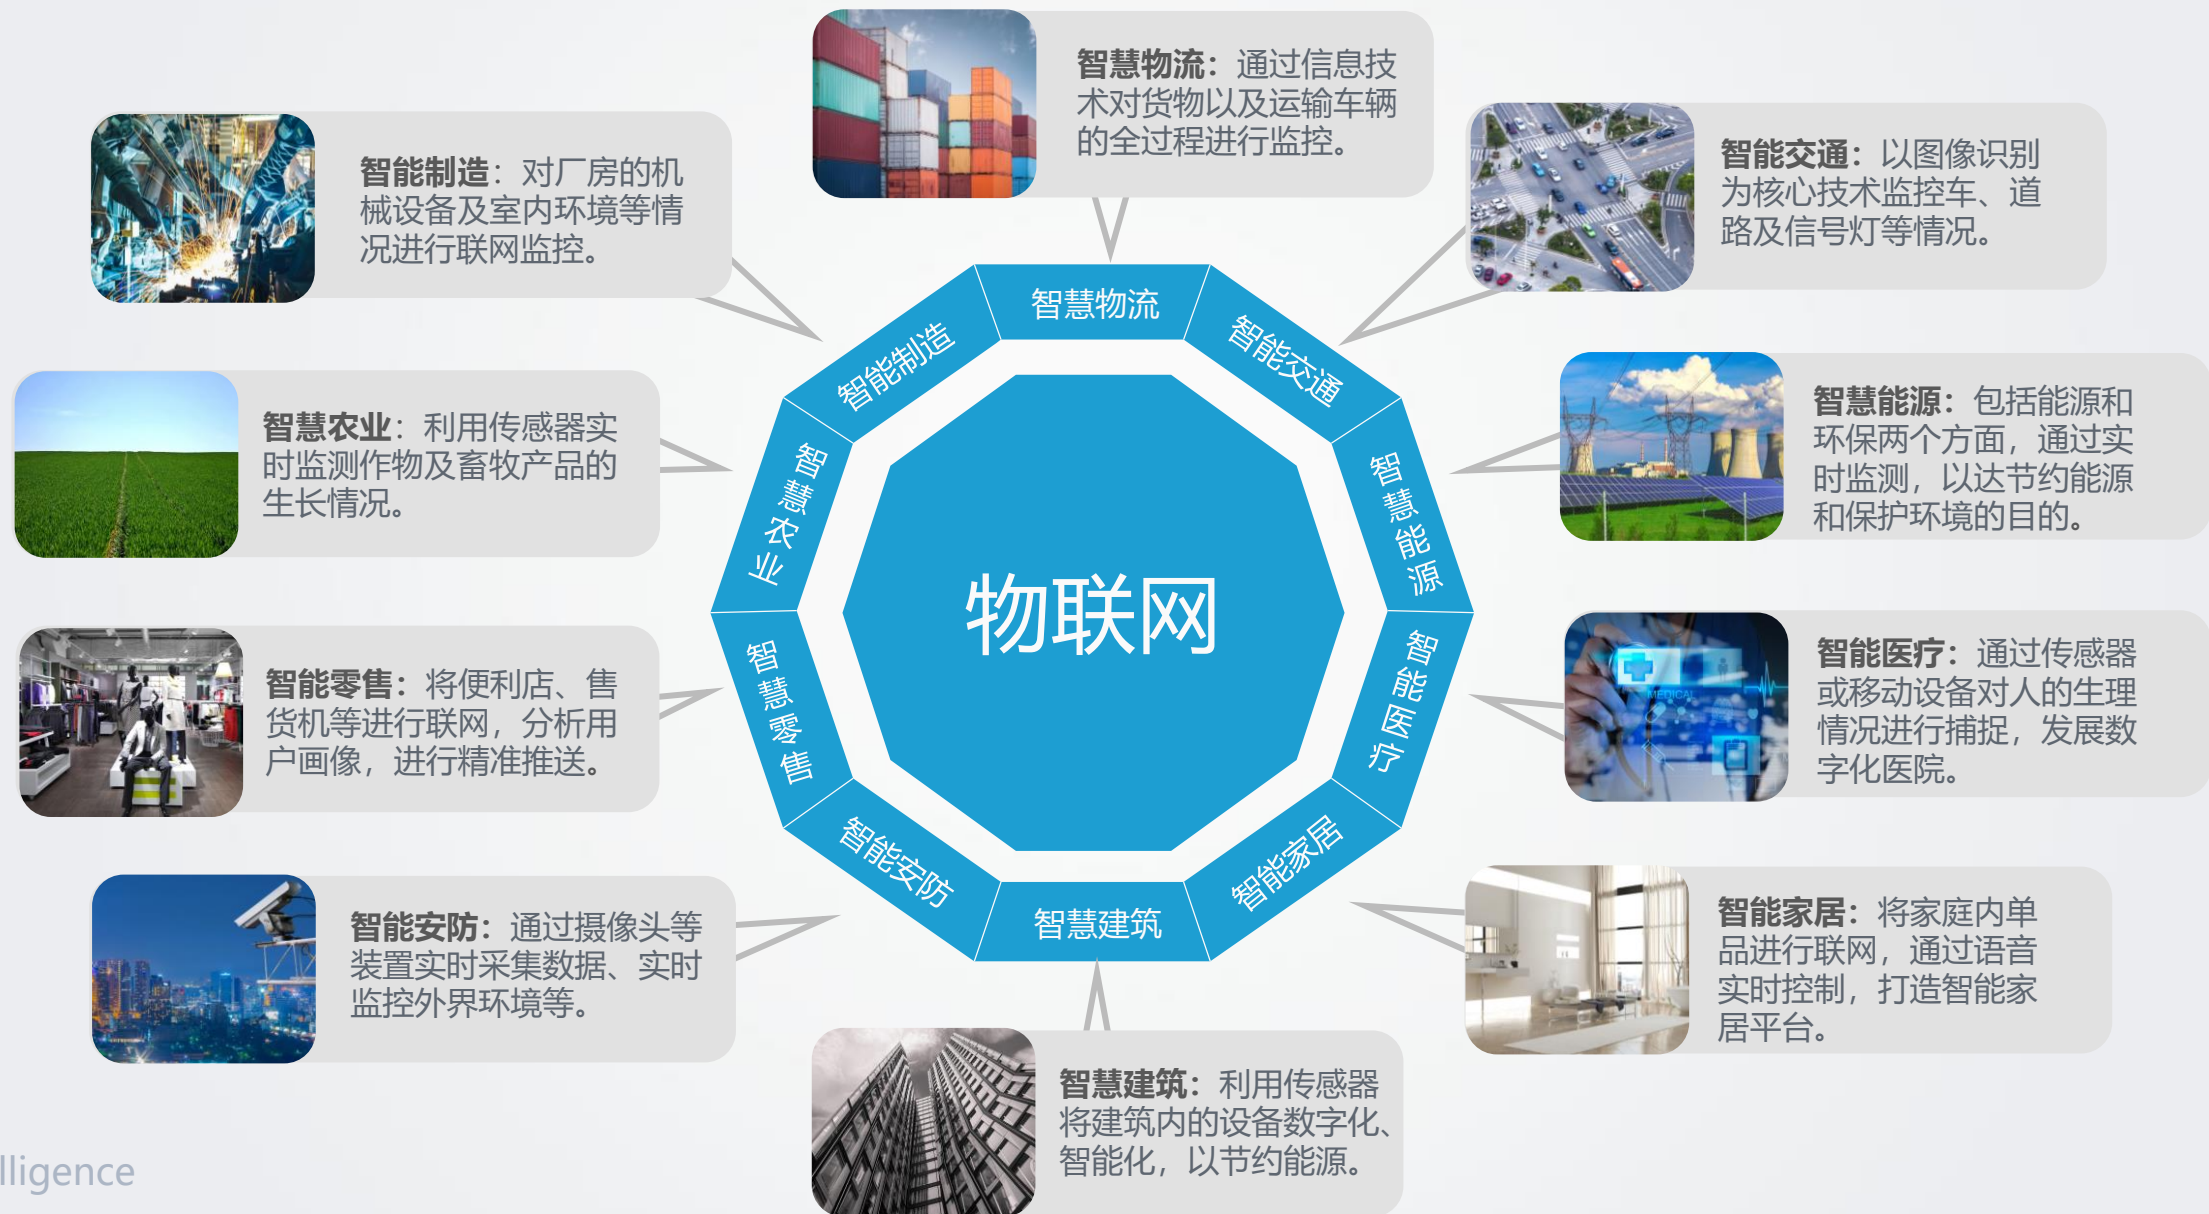 智慧物流：通过信息技
术对货物以及运输车辆
的全过程进行监控。
智能制造：对厂房的机
械设备及室内环境等情
况进行联网监控。
智能交通：以图像识别
为核心技术监控车、道
路及信号灯等情况。
智慧农业：利用传感器实
时监测作物及畜牧产品的
生长情况。
智慧能源：包括能源和
环保两个方面，通过实
时监测，以达节约能源
和保护环境的目的。
智能零售：将便利店、售
货机等进行联网，分析用
户画像，进行精准推送。
智能医疗：通过传感器
或移动设备对人的生理
情况进行捕捉，发展数
字化医院。
MEDICAL
智能安防：通过摄像头等
装置实时采集数据、实时
监控外界环境等。
智能家居：将家庭内单
品进行联网，通过语音
实时控制，打造智能家
居平台。
智慧建筑：利用传感器
将建筑内的设备数字化、
智能化，以节约能源。
智慧物流
智能交通
智慧能源
智能医疗
智能家居
智慧建筑
智能安防
智慧零售
智慧农业
智能制造
物联网
lligence